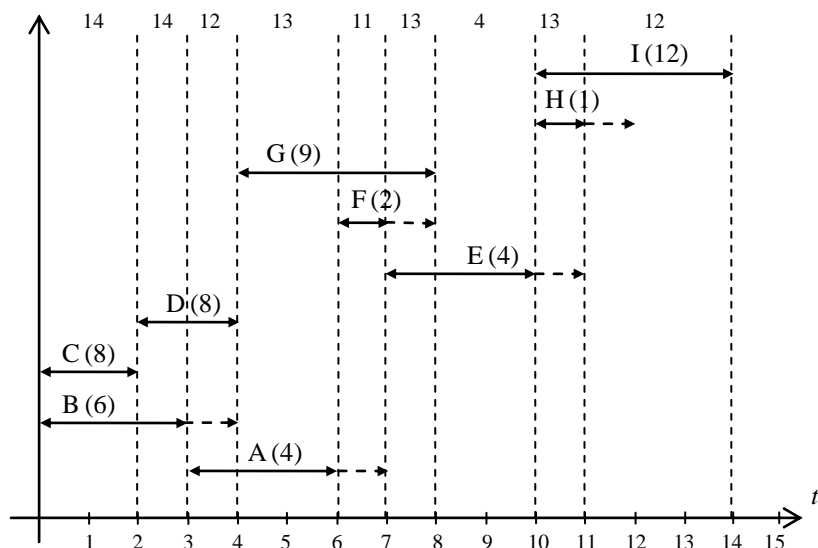 14 14 12 13 11 13 4 13 12
I (12)
H (1)
G (9)
F (2)
E (4)
D (8)
C (8)
B (6)
A (4)
t
1 2 3 4 5 6 7 8 9 10 11 12 13 14 15